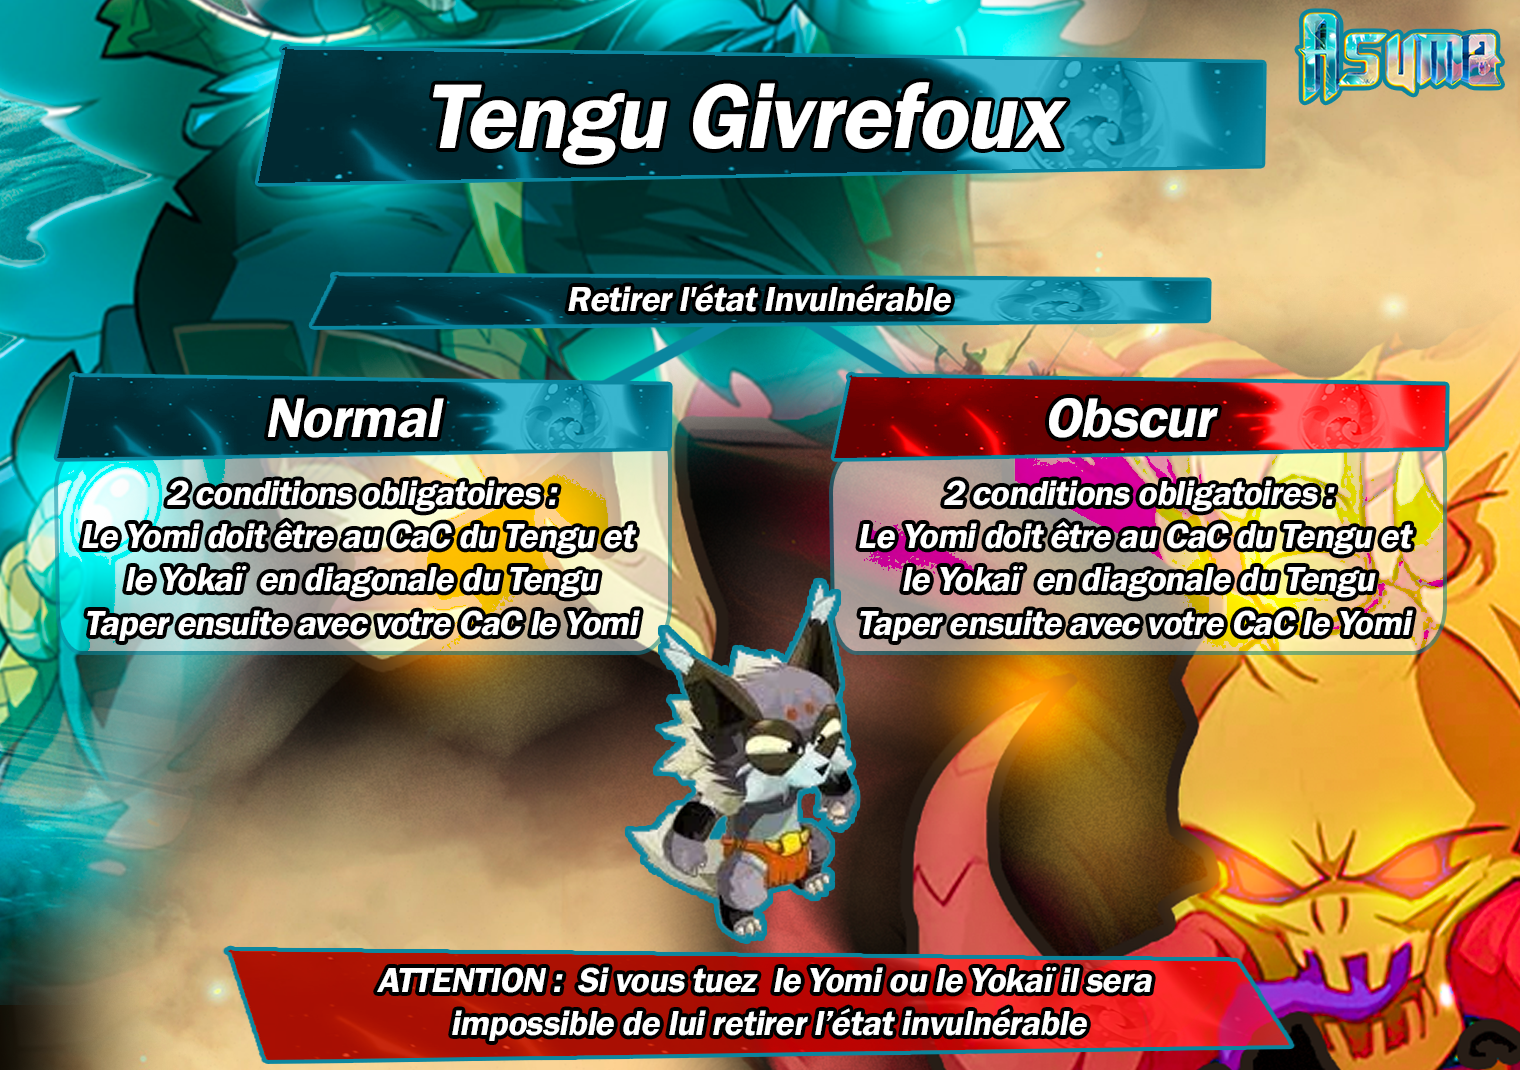 Asuma
Tengu Givrefoux
Retirer l'état Invulnérable
Normal
2 conditions obligatoires :
Le Yomi doit être au CaC du Tengu et
le Yokaï en diagonale du Tengu
Taper ensuite avec votre CaC le Yomi
Obscur
2 conditions obligatoires :
Le Yomi doit être au CaC du Tengu et
le Yokaï en diagonale du Tengu
Taper ensuite avec votre CaC le Yomi
ATTENTION : Si vous tuez le Yomi ou le Yokaï il sera
impossible de lui retirer l’état invulnérable